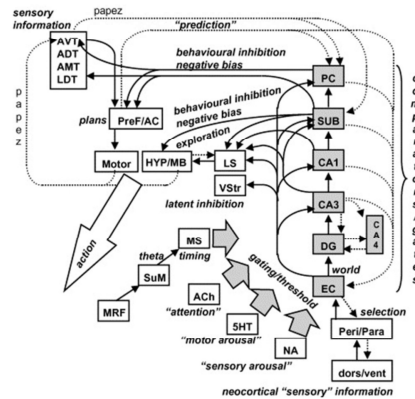 sensory
information
papez
"prediction"
AVT
ADT
AMT
LDT
behavioural inhibition
negative bias
PC
papez
plans
PreF/AC
behavioural inhibition
negative bias
exploration
SUB
Motor
HYP/MB
LS
CA1
VStr
latent inhibition
CA3
CA4
action
MS
timing
theta
SuM
gating/threshold
DG
world
EC
MRF
ACh
"attention"
5HT
"motor arousal"
NA
"sensory arousal"
selection
Peri/Para
dors/vent
neocortical "sensory" information